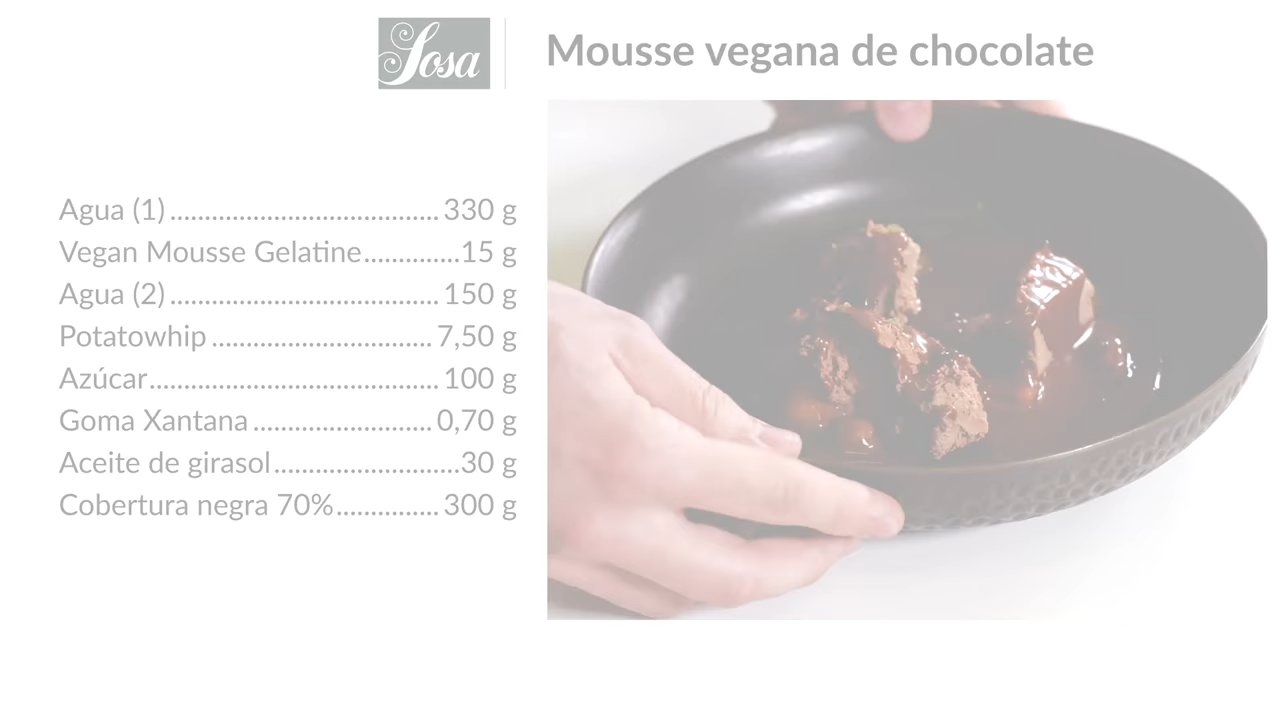 Sosa
Mousse vegana de chocolate
Agua (1) ....................................... 330 g
Vegan Mousse Gelatine..............15 g
Agua (2) ....................................... 150 g
Potatowhip ................................ 7,50 g
Azúcar.......................................... 100 g
Goma Xantana .......................... 0,70 g
Aceite de girasol...........................30 g
Cobertura negra 70%............... 300 g